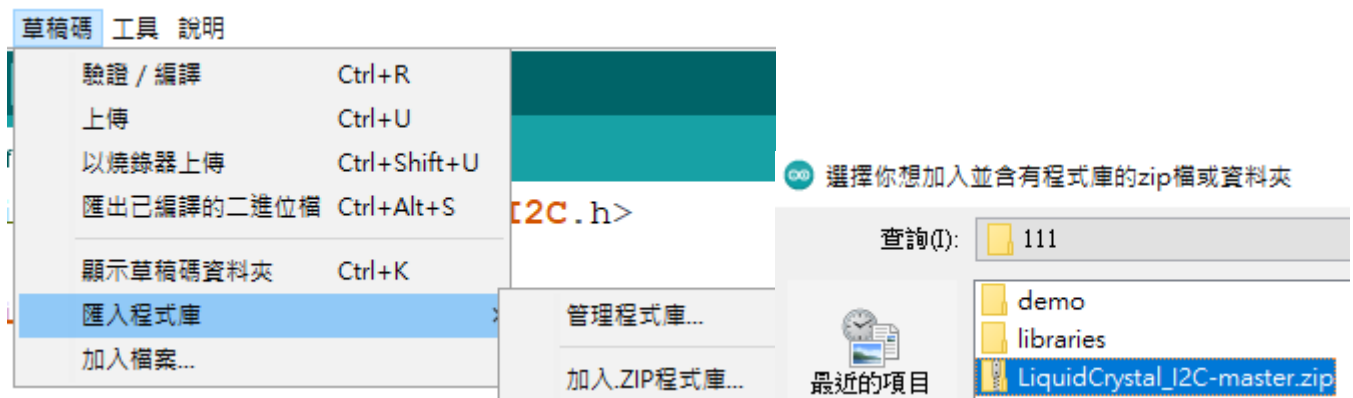 草稿碼 工具 說明
驗證 / 編譯 Ctrl+R
上傳 Ctrl+U
以燒錄器上傳 Ctrl+Shift+U
匯出已編譯的二進位檔 Ctrl+Alt+S
I2C.h>
顯示草稿碼資料夾 Ctrl+K
匯入程式庫
加入檔案...
管理程式庫...
加入.ZIP程式庫...
選擇你想加入並含有程式庫的zip檔或資料夾
查詢(I): 111
demo
libraries
LiquidCrystal_I2C-master.zip
最近的項目